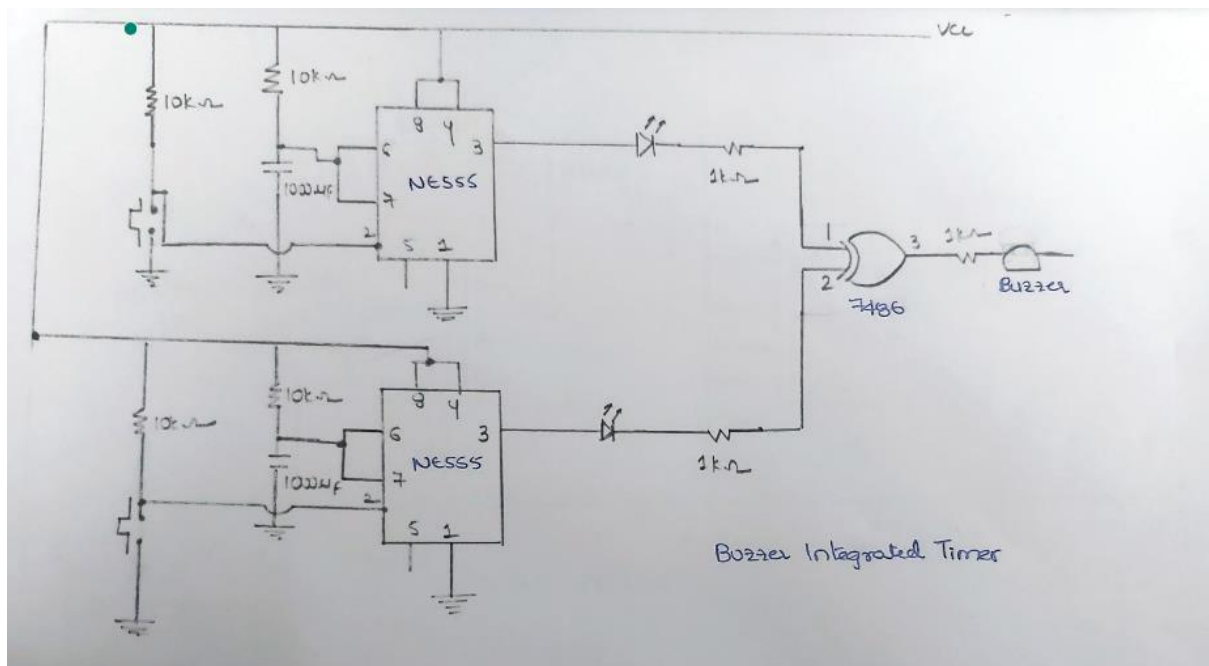 Vcc
10kΩ
10kΩ
8 4
6
3
NE555
1000μF
7
2
5 1
1kΩ
1
3
1kΩ
2
7486
Buzzer
10kΩ
10kΩ
8 4
6
3
NE555
1000μF
7
2
5 1
1kΩ
Buzzer Integrated Timer